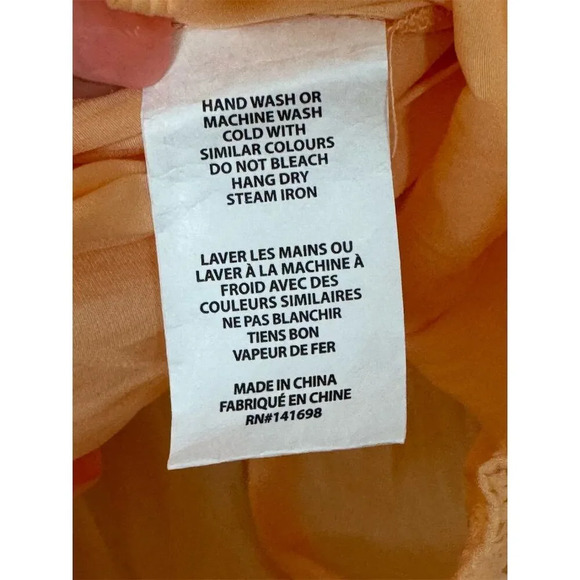 HAND WASH OR
MACHINE WASH
COLD WITH
SIMILAR COLOURS
DO NOT BLEACH
HANG DRY
STEAM IRON
LAVER LES MAINS OU
LAVER À LA MACHINE À
FROID AVEC DES
COULEURS SIMILAIRES
NE PAS BLANCHIR
TIENS BON
VAPEUR DE FER
MADE IN CHINA
FABRIQUÉ EN CHINE
RN#141698